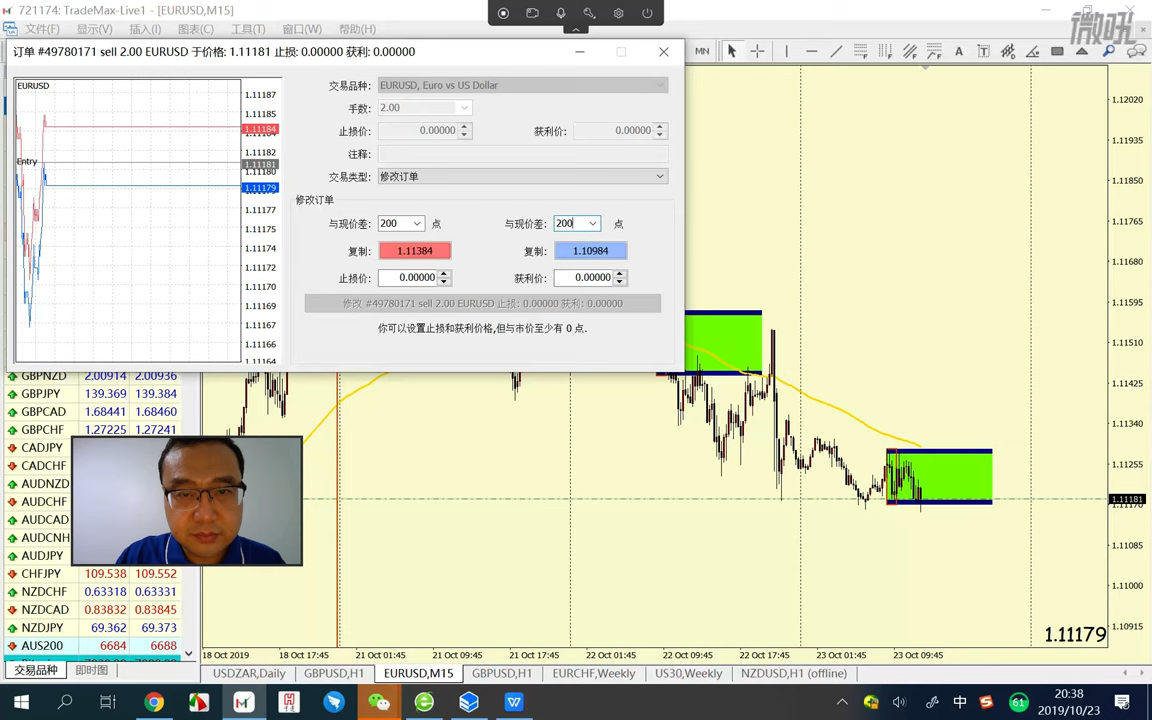 721174: TradeMax-Live1 - [EURUSD,M15]
文件(F) 显示(V) 插入(I) 图表(C) 工具(T) 窗口(W) 帮助(H)
微吼
订单 #49780171 sell 2.00 EURUSD 于价格: 1.11181 止损: 0.00000 获利: 0.00000
MN
EURUSD
1.11187
1.11185
1.11184
1.11182
Entry
1.11181
1.11180
1.11179
1.11177
1.11175
1.11174
1.11172
1.11170
1.11169
1.11167
1.11166
1.11164
交易品种: EURUSD, Euro vs US Dollar
手数: 2.00
止损价: 0.00000 获利价: 0.00000
注释:
交易类型: 修改订单
修改订单
与现价差: 200 点 与现价差: 200 点
复制: 1.11384 复制: 1.10984
止损价: 0.00000 获利价: 0.00000
修改 #49780171 sell 2.00 EURUSD 止损: 0.00000 获利: 0.00000
你可以设置止损和获利价格,但与市价至少有 0 点.
1.12020
1.11935
1.11850
1.11765
1.11680
1.11595
1.11510
1.11425
1.11340
1.11255
1.11181
1.11170
1.11085
1.11000
1.10915
1.11179
GBPNZD 2.00914 2.00936
GBPJPY 139.369 139.384
GBPCAD 1.68441 1.68460
GBPCHF 1.27225 1.27241
CADJPY
CADCHF
AUDNZD
AUDCHF
AUDCAD
AUDCNH
AUDJPY
CHFJPY 109.538 109.552
NZDCHF 0.63318 0.63331
NZDCAD 0.83832 0.83845
NZDJPY 69.362 69.373
AUS200 6684 6688
交易品种 即时图
18 Oct 2019 18 Oct 17:45 21 Oct 01:45 21 Oct 09:45 21 Oct 17:45 22 Oct 01:45 22 Oct 09:45 22 Oct 17:45 23 Oct 01:45 23 Oct 09:45
USDZAR,Daily GBPUSD,H1 EURUSD,M15 GBPUSD,H1 EURCHF,Weekly US30,Weekly NZDUSD,H1 (offline)
中 61 20:38
2019/10/23